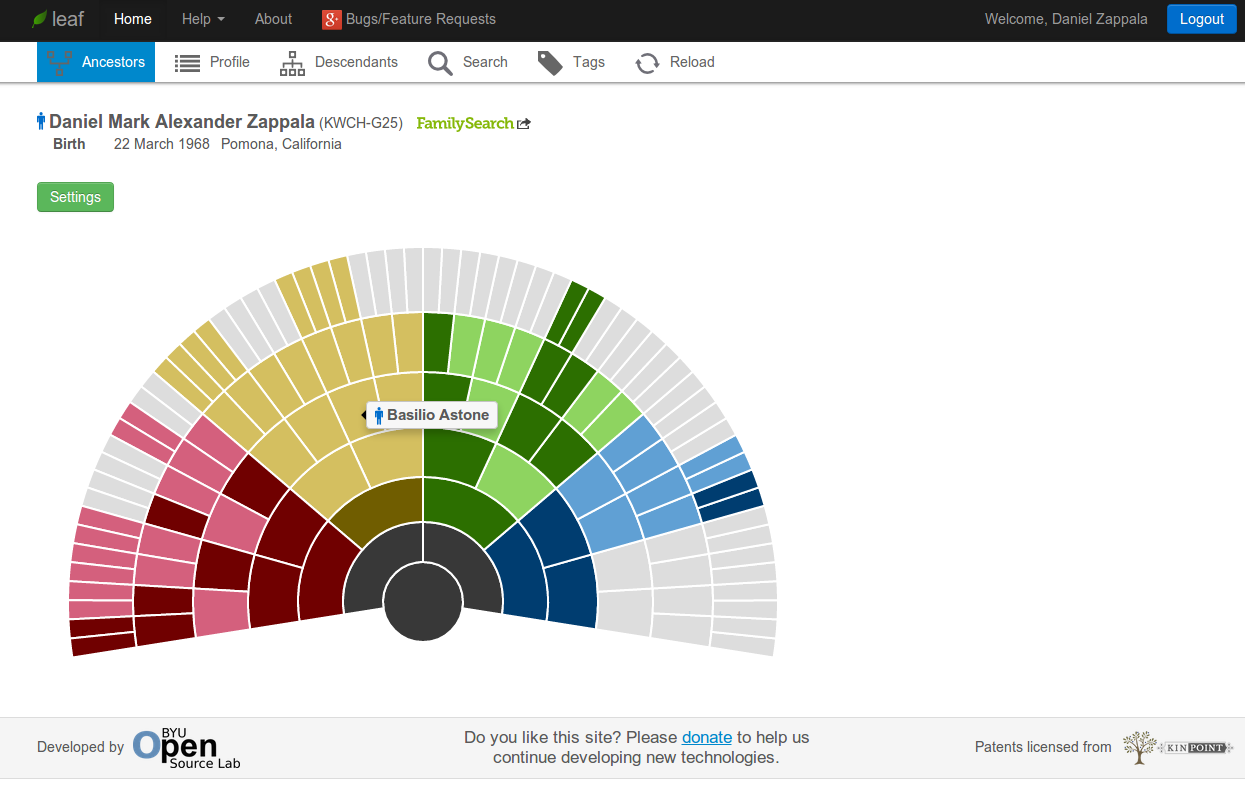 leaf Home Help About Bugs/Feature Requests Welcome, Daniel Zappala Logout
Ancestors Profile Descendants Search Tags Reload
Daniel Mark Alexander Zappala (KWCH-G25) FamilySearch
Birth 22 March 1968 Pomona, California
Settings
Basilio Astone
Developed by BYU Open Source Lab
Do you like this site? Please donate to help us
continue developing new technologies.
Patents licensed from KINPOINT